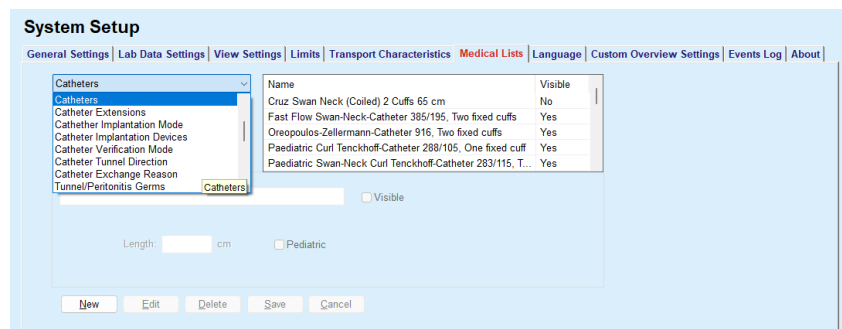 System Setup
General Settings Lab Data Settings View Settings Limits Transport Characteristics Medical Lists Language Custom Overview Settings Events Log About
Catheters
Catheters
Catheter Extensions
Cathether Implantation Mode
Catheter Implantation Devices
Catheter Verification Mode
Catheter Tunnel Direction
Catheter Exchange Reason
Tunnel/Peritonitis Germs
Catheters
Name Visible
Cruz Swan Neck (Coiled) 2 Cuffs 65 cm No
Fast Flow Swan-Neck-Catheter 385/195, Two fixed cuffs Yes
Oreopoulos-Zellermann-Catheter 916, Two fixed cuffs Yes
Paediatric Curl Tenckhoff-Catheter 288/105, One fixed cuff Yes
Paediatric Swan-Neck Curl Tenckhoff-Catheter 283/115, T... Yes
Visible
Length: cm Pediatric
New Edit Delete Save Cancel